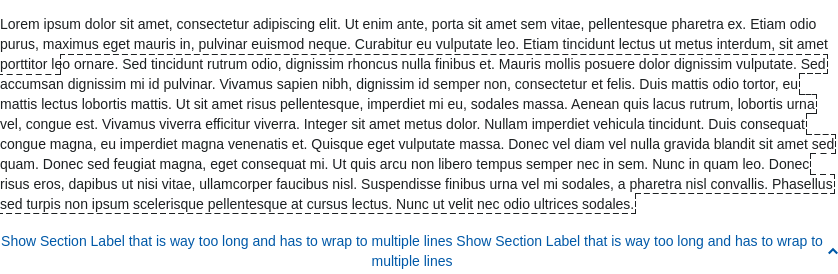 Lorem ipsum dolor sit amet, consectetur adipiscing elit. Ut enim ante, porta sit amet sem vitae, pellentesque pharetra ex. Etiam odio
purus, maximus eget mauris in, pulvinar euismod neque. Curabitur eu vulputate leo. Etiam tincidunt lectus ut metus interdum, sit amet
porttitor leo ornare. Sed tincidunt rutrum odio, dignissim rhoncus nulla finibus et. Mauris mollis posuere dolor dignissim vulputate. Sed
accumsan dignissim mi id pulvinar. Vivamus sapien nibh, dignissim id semper non, consectetur et felis. Duis mattis odio tortor, eu
mattis lectus lobortis mattis. Ut sit amet risus pellentesque, imperdiet mi eu, sodales massa. Aenean quis lacus rutrum, lobortis urna
vel, congue est. Vivamus viverra efficitur viverra. Integer sit amet metus dolor. Nullam imperdiet vehicula tincidunt. Duis consequat
congue magna, eu imperdiet magna venenatis et. Quisque eget vulputate massa. Donec vel diam vel nulla gravida blandit sit amet sed
quam. Donec sed feugiat magna, eget consequat mi. Ut quis arcu non libero tempus semper nec in sem. Nunc in quam leo. Donec
risus eros, dapibus ut nisi vitae, ullamcorper faucibus nisl. Suspendisse finibus urna vel mi sodales, a pharetra nisl convallis. Phasellus
sed turpis non ipsum scelerisque pellentesque at cursus lectus. Nunc ut velit nec odio ultrices sodales.
Show Section Label that is way too long and has to wrap to multiple lines Show Section Label that is way too long and has to wrap to
multiple lines